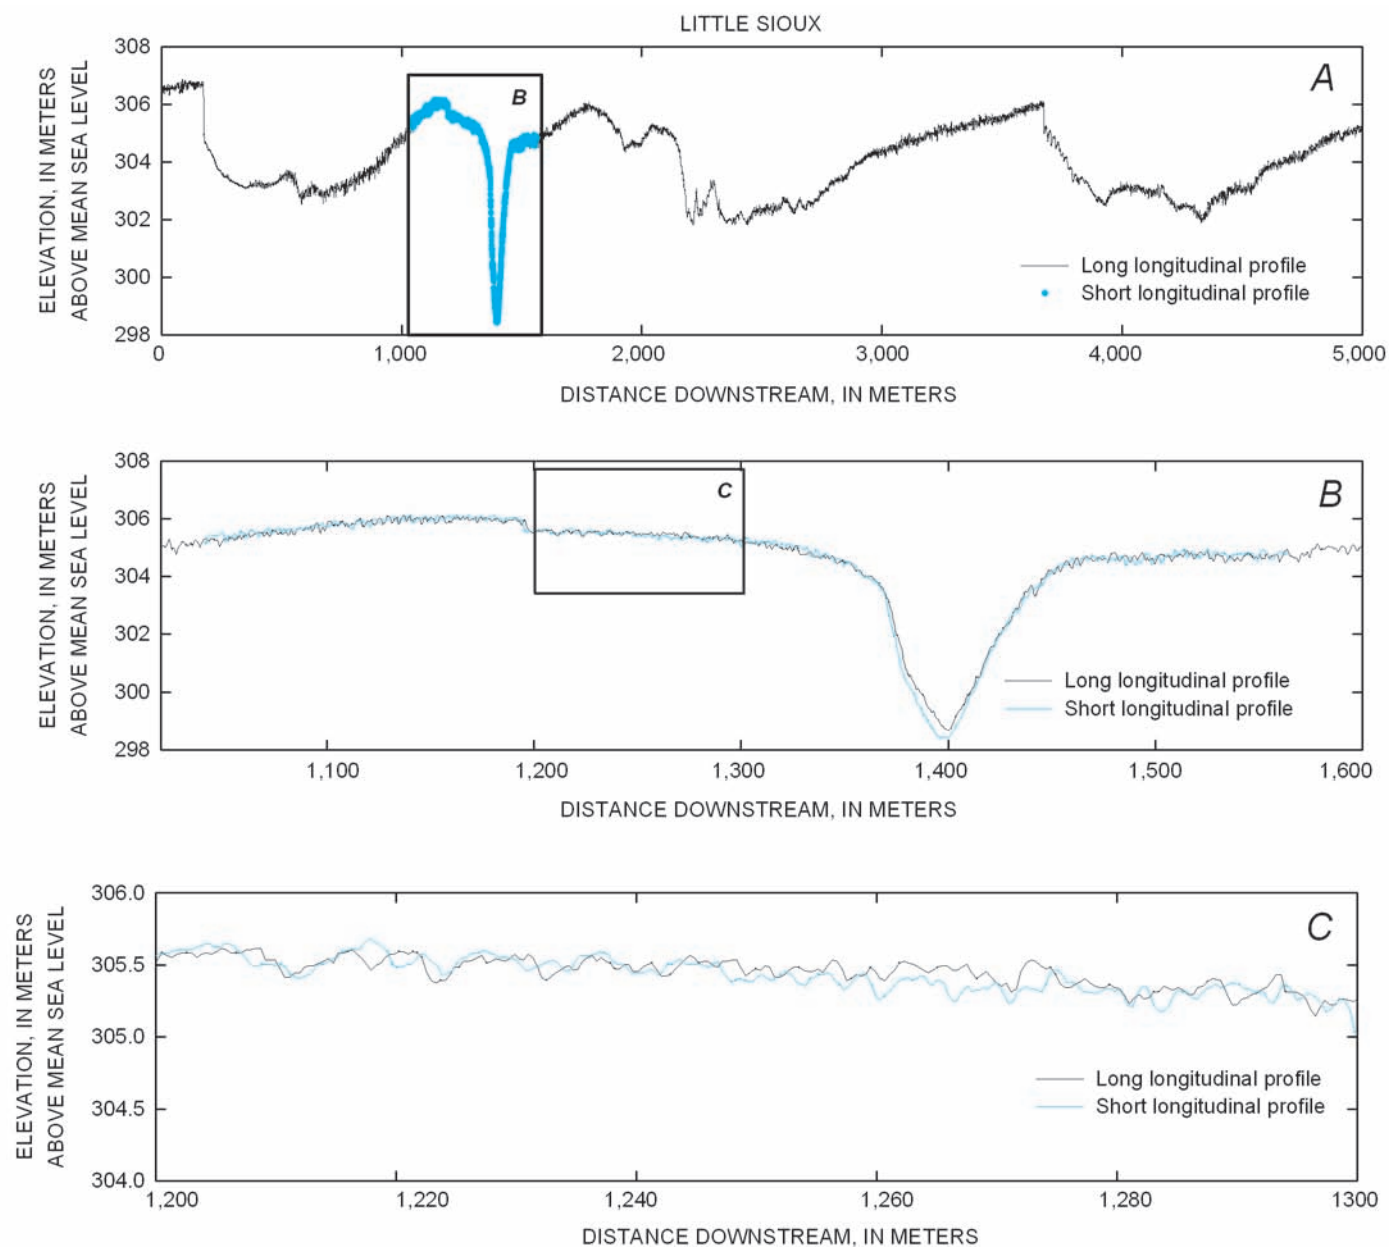 LITTLE SIOUX
308
306
304
302
300
298
ELEVATION, IN METERS
ABOVE MEAN SEA LEVEL
A
B
Long longitudinal profile
Short longitudinal profile
0 1,000 2,000 3,000 4,000 5,000
DISTANCE DOWNSTREAM, IN METERS
308
306
304
302
300
298
ELEVATION, IN METERS
ABOVE MEAN SEA LEVEL
C
B
Long longitudinal profile
Short longitudinal profile
1,100 1,200 1,300 1,400 1,500 1,600
DISTANCE DOWNSTREAM, IN METERS
306.0
305.5
305.0
304.5
304.0
ELEVATION, IN METERS
ABOVE MEAN SEA LEVEL
C
Long longitudinal profile
Short longitudinal profile
1,200 1,220 1,240 1,260 1,280 1300
DISTANCE DOWNSTREAM, IN METERS